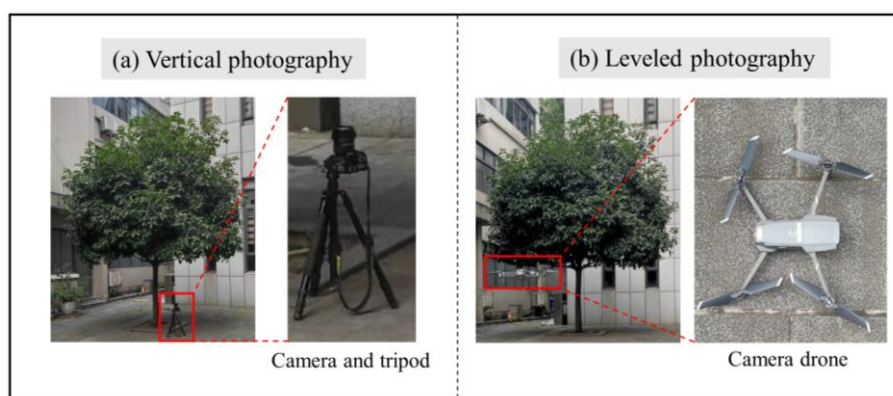 (a) Vertical photography
(b) Leveled photography
Camera and tripod
Camera drone